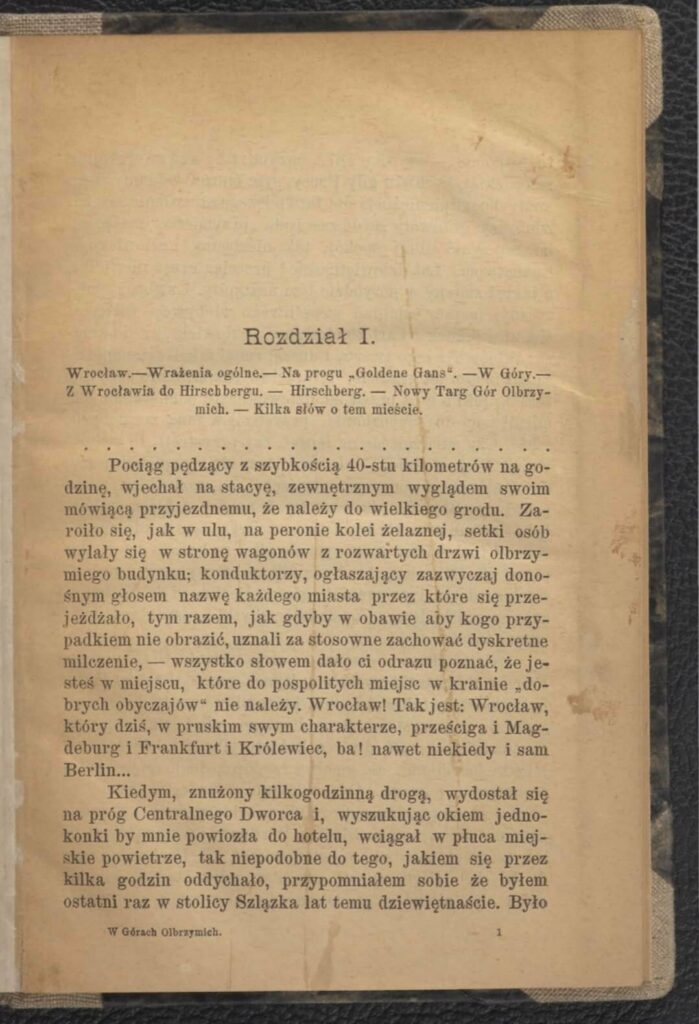 Rozdział I.
Wrocław.—Wrażenia ogólne.— Na progu „Goldene Gans“. —W Góry.—
Z Wrocławia do Hirschbergu. — Hirschberg. — Nowy Targ Gór Olbrzy-
mich. — Kilka słów o tem mieście.
. . . . . . . . . . . . . . . . . . . . .
Pociąg pędzący z szybkością 40-stu kilometrów na go-
dzinę, wjechał na stacyę, zewnętrznym wyglądem swoim
mówiącą przyjezdnemu, że należy do wielkiego grodu. Za-
roiło się, jak w ulu, na peronie kolei żelaznej, setki osób
wylały się w stronę wagonów z rozwartych drzwi olbrzy-
miego budynku; konduktorzy, ogłaszający zazwyczaj dono-
śnym głosem nazwę każdego miasta przez które się prze-
jeżdżało, tym razem, jak gdyby w obawie aby kogo przy-
padkiem nie obrazić, uznali za stosowne zachować dyskretne
milczenie, — wszystko słowem dało ci odrazu poznać, że je-
steś w miejscu, które do pospolitych miejsc w krainie „do-
brych obyczajów“ nie należy. Wrocław! Tak jest: Wrocław,
który dziś, w pruskim swym charakterze, prześciga i Mag-
deburg i Frankfurt i Królewiec, ba! nawet niekiedy i sam
Berlin...
Kiedym, znużony kilkogodzinną drogą, wydostał się
na próg Centralnego Dworca i, wyszukując okiem jedno-
konki by mnie powiozła do hotelu, wciągał w płuca miej-
skie powietrze, tak niepodobne do tego, jakiem się przez
kilka godzin oddychało, przypomniałem sobie że byłem
ostatni raz w stolicy Szlązka lat temu dziewiętnaście. Było
W Górach Olbrzymich. 1